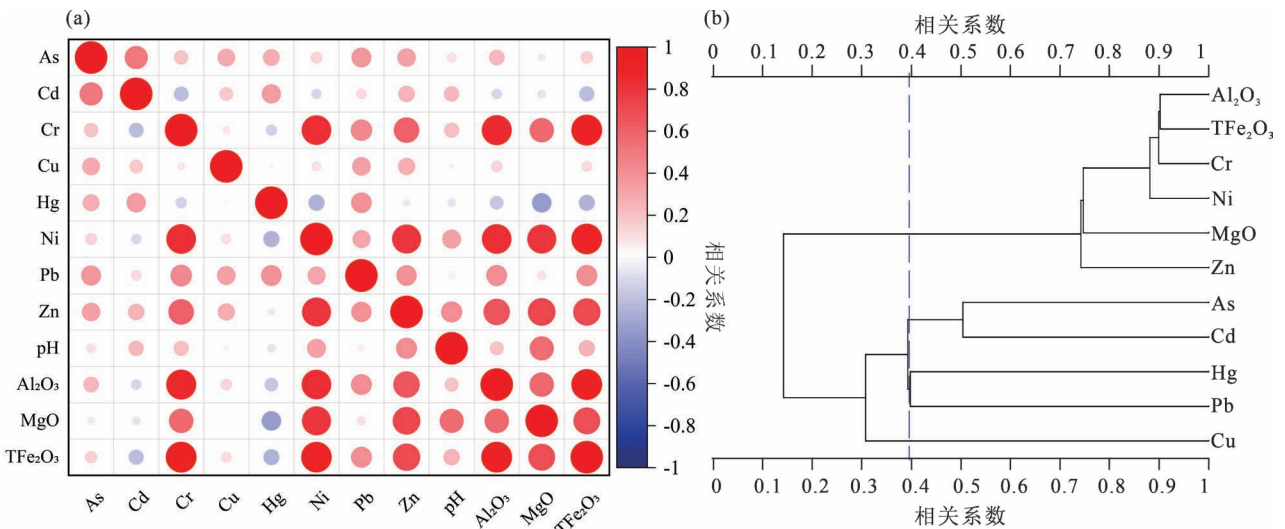 (a)
As
Cd
Cr
Cu
Hg
Ni
Pb
Zn
pH
Al₂O₃
MgO
TFe₂O₃
As Cd Cr Cu Hg Ni Pb Zn pH Al₂O₃ MgO TFe₂O₃
1
0.8
0.6
0.4
0.2
0
-0.2
-0.4
-0.6
-0.8
-1
相关系数
(b)
相关系数
0 0.1 0.2 0.3 0.4 0.5 0.6 0.7 0.8 0.9 1
Al₂O₃
TFe₂O₃
Cr
Ni
MgO
Zn
As
Cd
Hg
Pb
Cu
0 0.1 0.2 0.3 0.4 0.5 0.6 0.7 0.8 0.9 1
相关系数